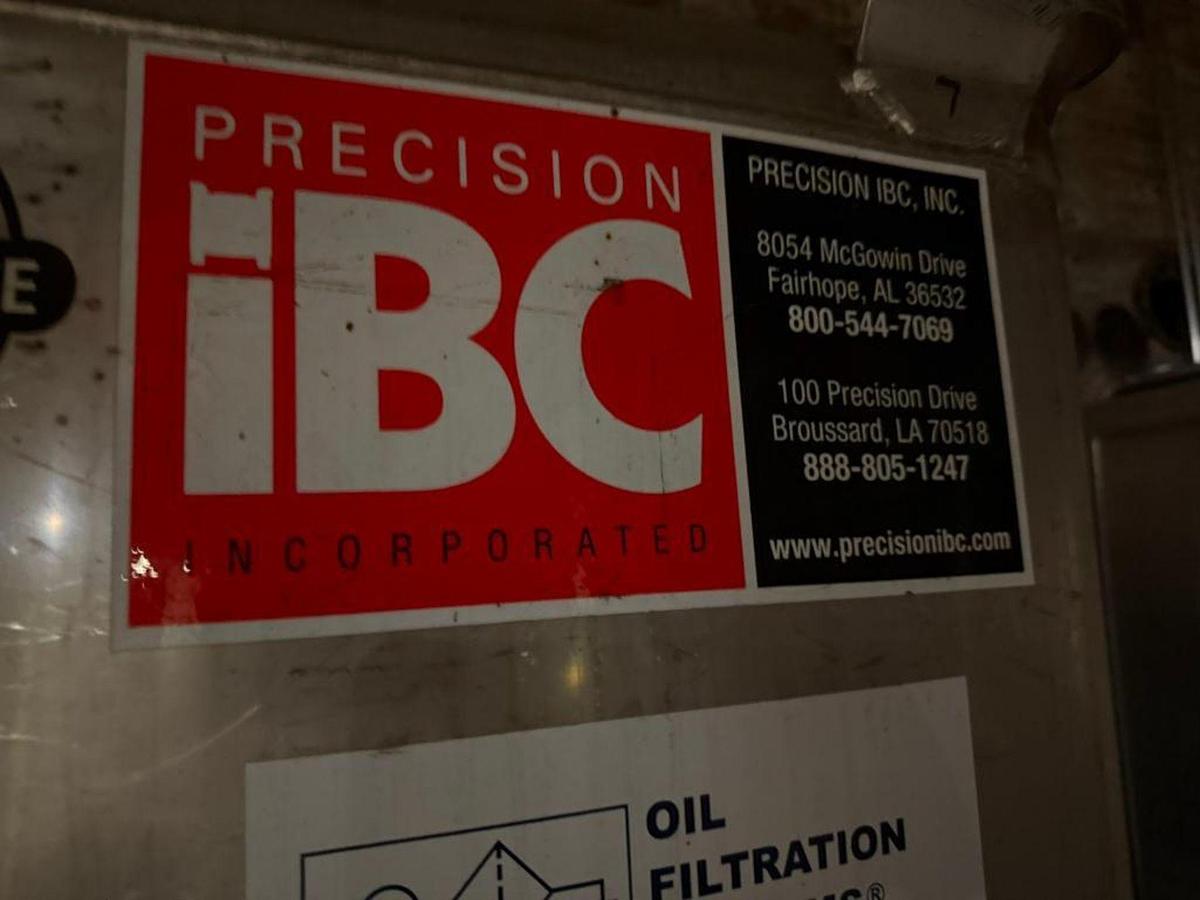 PRECISION
iBC
INCORPORATED
PRECISION IBC, INC.
8054 McGowin Drive
Fairhope, AL 36532
800-544-7069
100 Precision Drive
Broussard, LA 70518
888-805-1247
www.precisionibc.com
E
7
OIL
FILTRATION